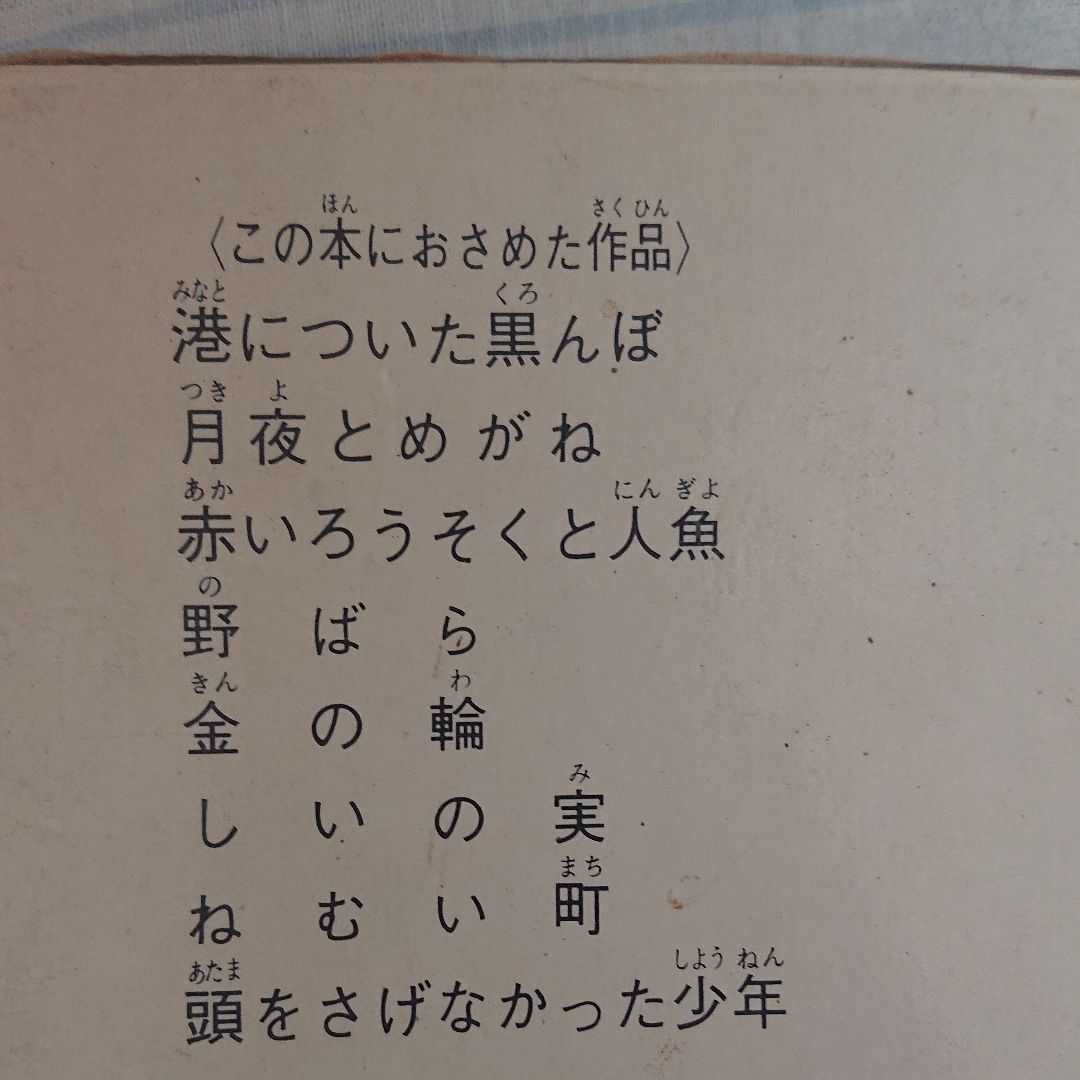 〈この本におさめた作品〉
港についた黒んぼ
月夜とめがね
赤いろうそくと人魚
野ばら
金の輪
しいの実
ねむい町
頭をさげなかった少年